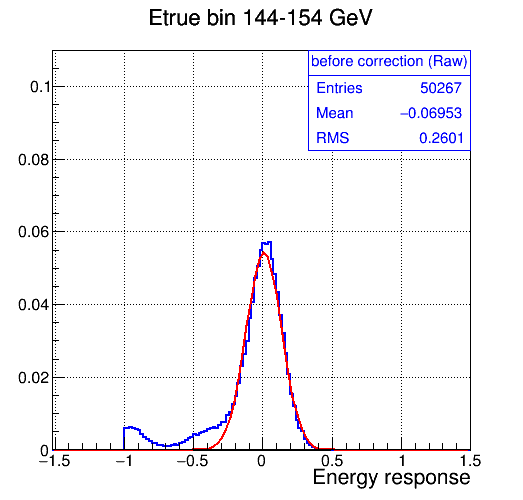 Etrue bin 144-154 GeV
before correction (Raw)
Entries 50267
Mean −0.06953
RMS 0.2601
0.1
0.08
0.06
0.04
0.02
0
−1.5 −1 −0.5 0 0.5 1 1.5
Energy response